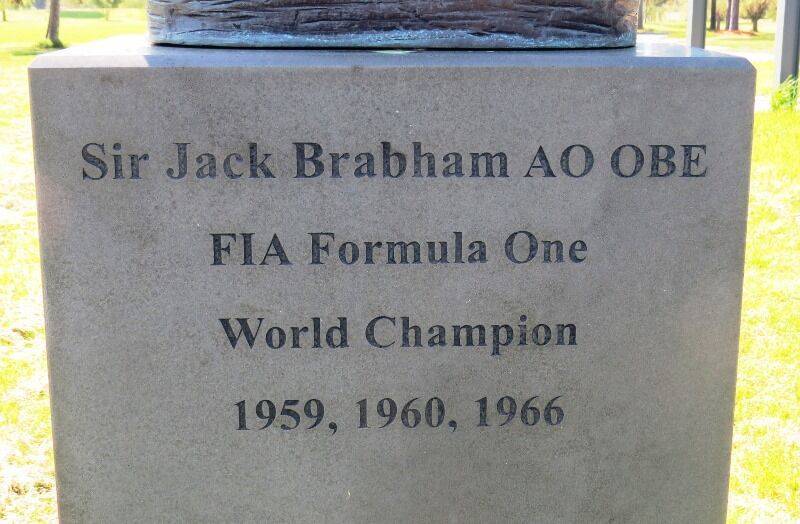 Sir Jack Brabham AO OBE
FIA Formula One
World Champion
1959, 1960, 1966